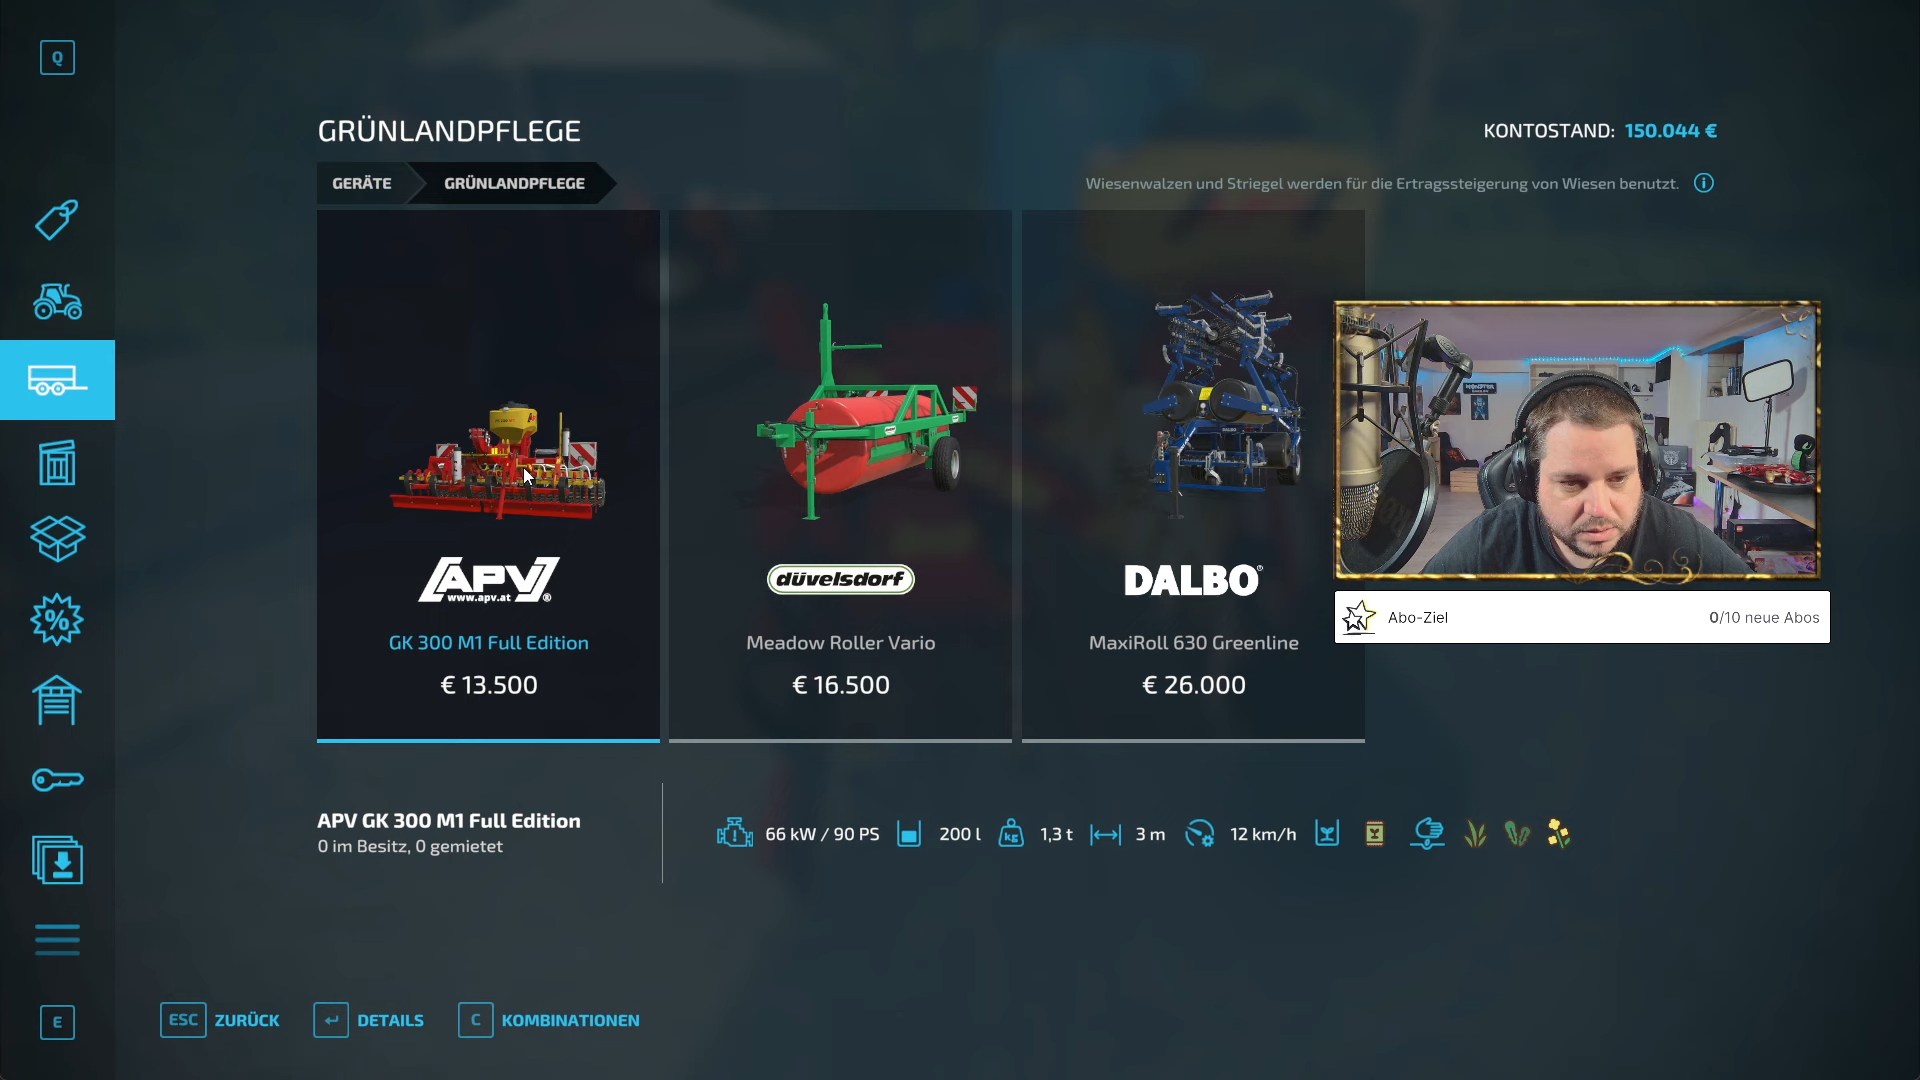 Q
GRÜNLANDPFLEGE
KONTOSTAND: 150.044 €
GERÄTE
GRÜNLANDPFLEGE
Wiesenwalzen und Striegel werden für die Ertragssteigerung von Wiesen benutzt.
APV
www.apv.at
düvelsdorf
DALBO
GK 300 M1 Full Edition
Meadow Roller Vario
MaxiRoll 630 Greenline
€ 13.500
€ 16.500
€ 26.000
MONSTER
Abo-Ziel
0/10 neue Abos
APV GK 300 M1 Full Edition
0 im Besitz, 0 gemietet
66 kW / 90 PS
200 l
kg
1,3 t
3 m
12 km/h
E
ESC ZURÜCK
DETAILS
C KOMBINATIONEN